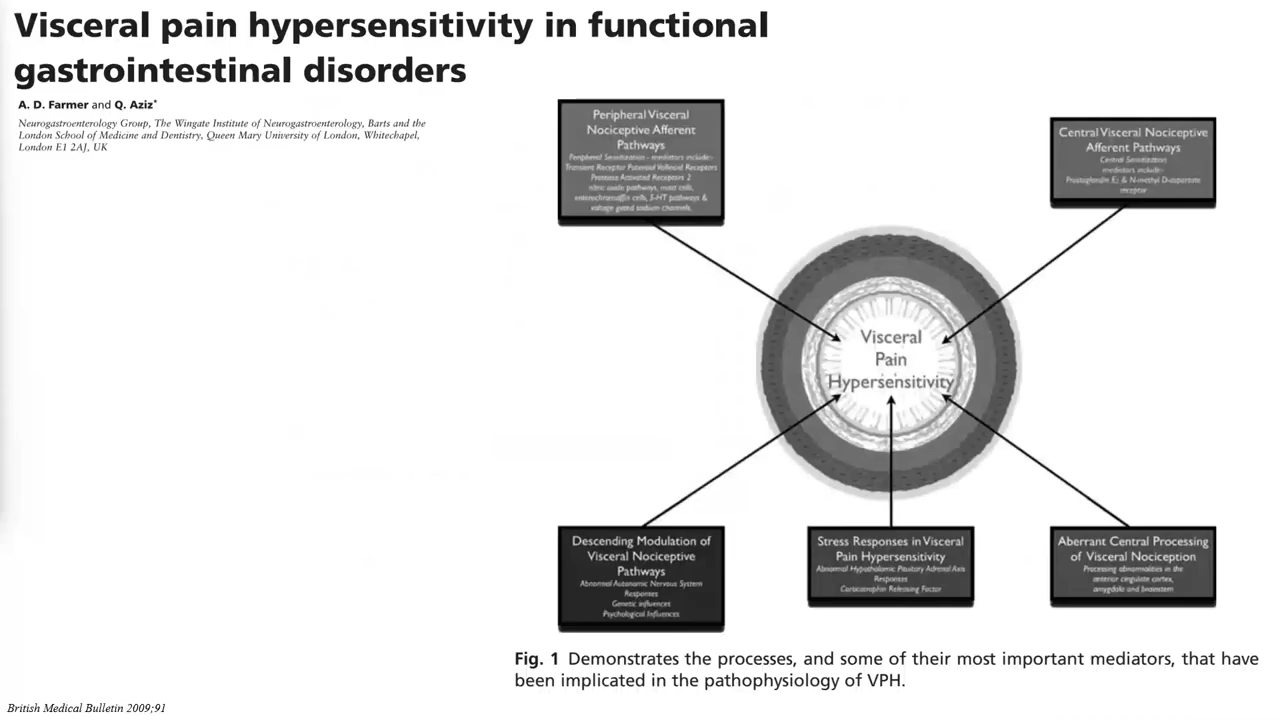 Visceral pain hypersensitivity in functional
gastrointestinal disorders
A. D. Farmer and Q. Aziz*
Neurogastroenterology Group, The Wingate Institute of Neurogastroenterology, Barts and the
London School of Medicine and Dentistry, Queen Mary University of London, Whitechapel,
London E1 2AJ, UK
Peripheral Visceral
Nociceptive Afferent
Pathways
Peripheral Sensitization - mediators include:-
Transient Receptor Potential Valleoid Receptors
Protease Activated Receptors 2
nitric oxide pathways, mast cells,
enterochromaffin cells, 5-HT pathways &
voltage gated sodium channels.
Central Visceral Nociceptive
Afferent Pathways
Central Sensitization
mediators include:-
Prostaglandin E2 & N-methyl D-aspartate
receptor
Visceral
Pain
Hypersensitivity
Descending Modulation of
Visceral Nociceptive
Pathways
Abnormal Autonomic Nervous System
Responses
Genetic influences
Psychological Influences
Stress Responses in Visceral
Pain Hypersensitivity
Abnormal Hypothalamic Pituitary Adrenal Axis
Responses
Corticotrophin Releasing Factor
Aberrant Central Processing
of Visceral Nociception
Processing abnormalities in the
anterior cingulate cortex,
amygdala and brainstem
Fig. 1 Demonstrates the processes, and some of their most important mediators, that have
been implicated in the pathophysiology of VPH.
British Medical Bulletin 2009;91